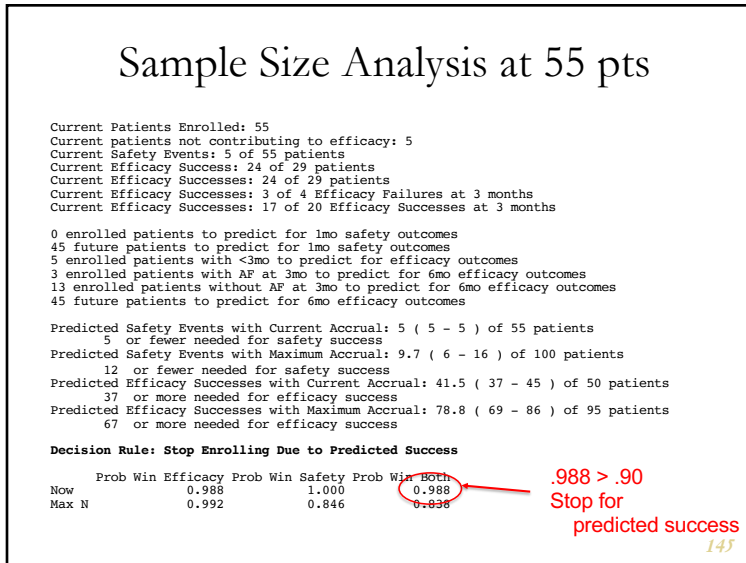 Sample Size Analysis at 55 pts
Current Patients Enrolled: 55
Current patients not contributing to efficacy: 5
Current Safety Events: 5 of 55 patients
Current Efficacy Success: 24 of 29 patients
Current Efficacy Successes: 24 of 29 patients
Current Efficacy Successes: 3 of 4 Efficacy Failures at 3 months
Current Efficacy Successes: 17 of 20 Efficacy Successes at 3 months
0 enrolled patients to predict for 1mo safety outcomes
45 future patients to predict for 1mo safety outcomes
5 enrolled patients with <3mo to predict for efficacy outcomes
3 enrolled patients with AF at 3mo to predict for 6mo efficacy outcomes
13 enrolled patients without AF at 3mo to predict for 6mo efficacy outcomes
45 future patients to predict for 6mo efficacy outcomes
Predicted Safety Events with Current Accrual: 5 ( 5 - 5 ) of 55 patients
5 or fewer needed for safety success
Predicted Safety Events with Maximum Accrual: 9.7 ( 6 - 16 ) of 100 patients
12 or fewer needed for safety success
Predicted Efficacy Successes with Current Accrual: 41.5 ( 37 - 45 ) of 50 patients
37 or more needed for efficacy success
Predicted Efficacy Successes with Maximum Accrual: 78.8 ( 69 - 86 ) of 95 patients
67 or more needed for efficacy success
Decision Rule: Stop Enrolling Due to Predicted Success
Prob Win Efficacy Prob Win Safety Prob Win Both
Now 0.988 1.000 0.988
Max N 0.992 0.846 0.838
.988 > .90
Stop for
predicted success
145